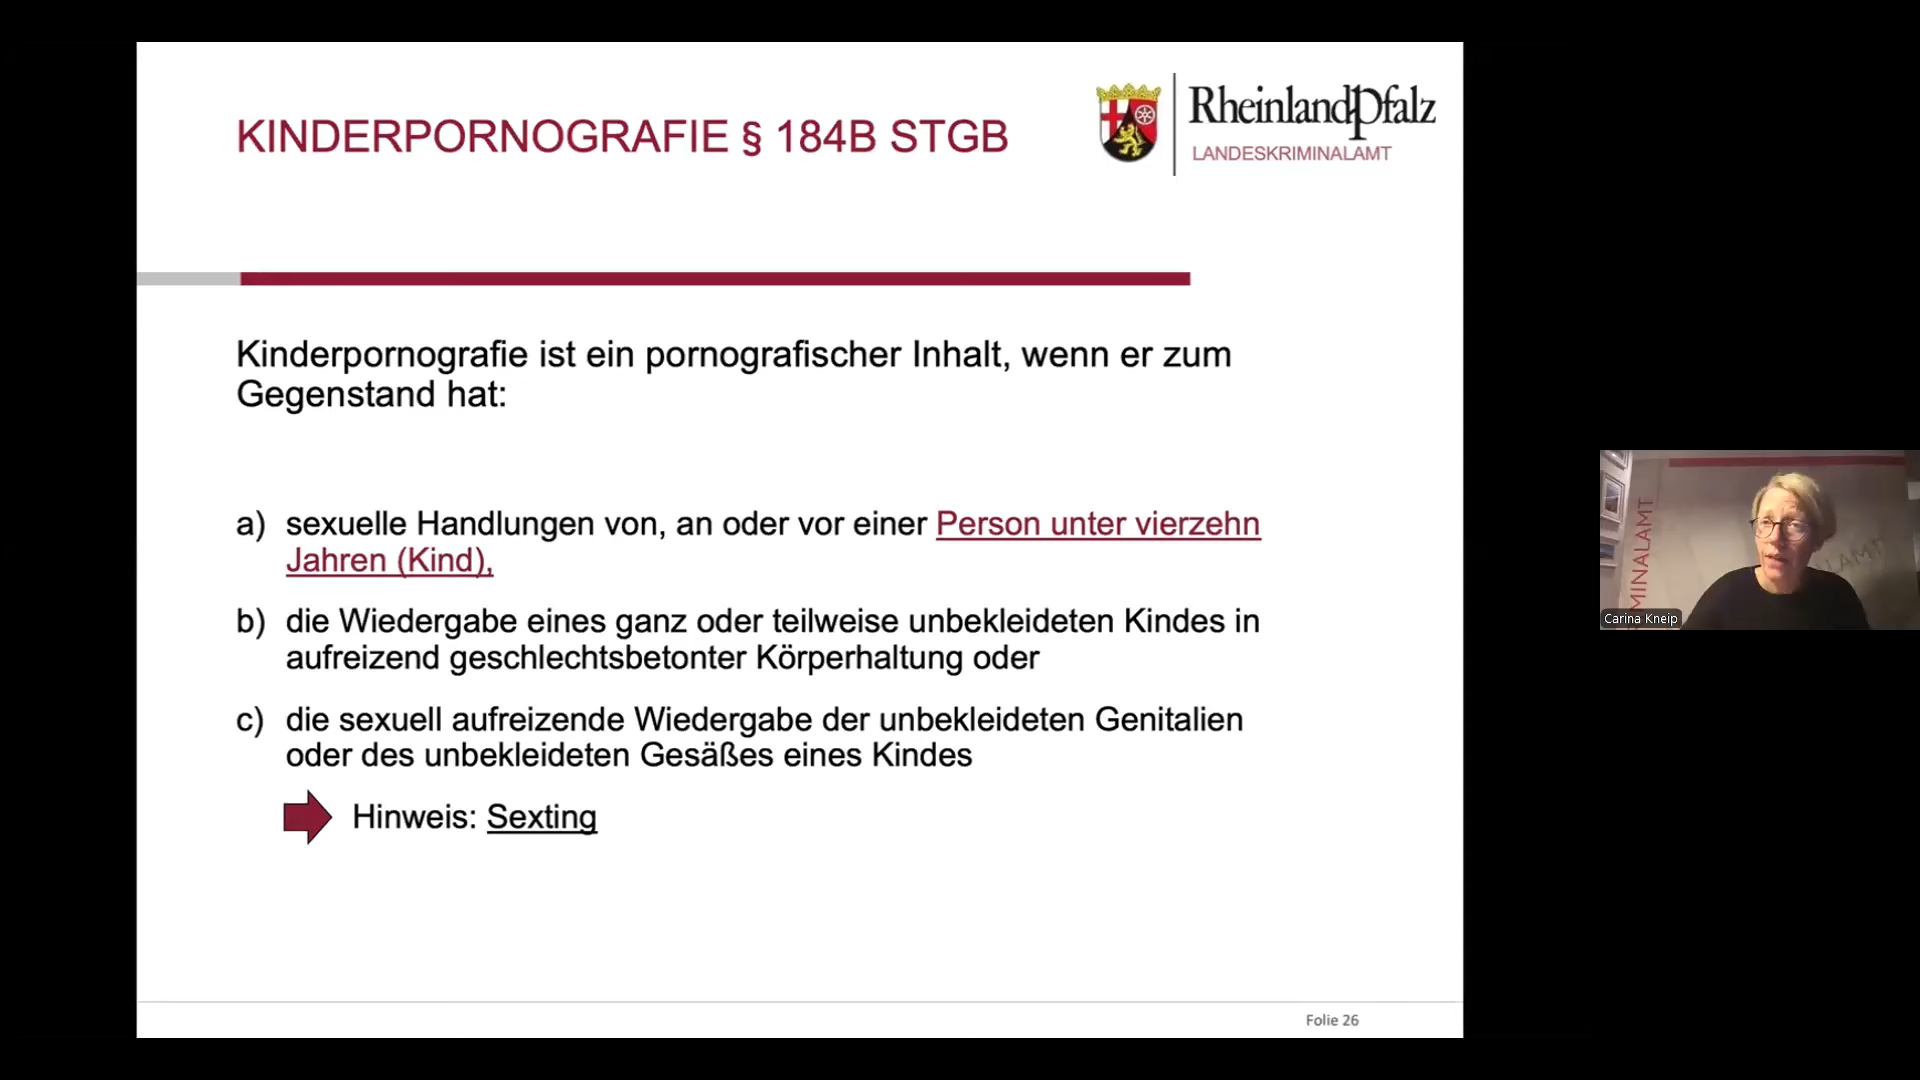 KINDERPORNOGRAFIE § 184B STGB
RheinlandPfalz
LANDESKRIMINALAMT
Kinderpornografie ist ein pornografischer Inhalt, wenn er zum
Gegenstand hat:
a) sexuelle Handlungen von, an oder vor einer Person unter vierzehn
Jahren (Kind),
b) die Wiedergabe eines ganz oder teilweise unbekleideten Kindes in
aufreizend geschlechtsbetonter Körperhaltung oder
c) die sexuell aufreizende Wiedergabe der unbekleideten Genitalien
oder des unbekleideten Gesäßes eines Kindes
Hinweis: Sexting
Folie 26
MINALAMT
LAMT
Carina Kneip